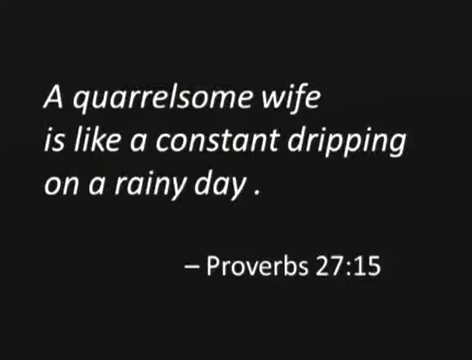 A quarrelsome wife
is like a constant dripping
on a rainy day .
– Proverbs 27:15